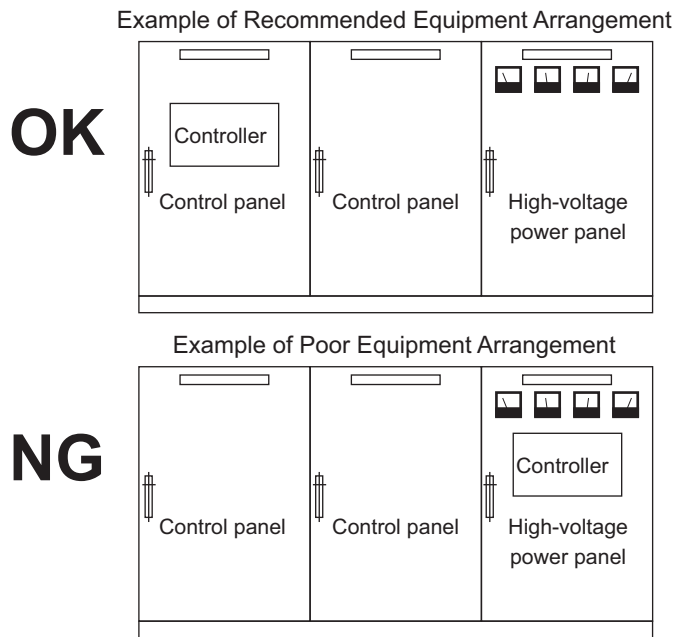 Example of Recommended Equipment Arrangement
OK
Controller
Control panel
Control panel
High-voltage
power panel
Example of Poor Equipment Arrangement
NG
Controller
Control panel
Control panel
High-voltage
power panel